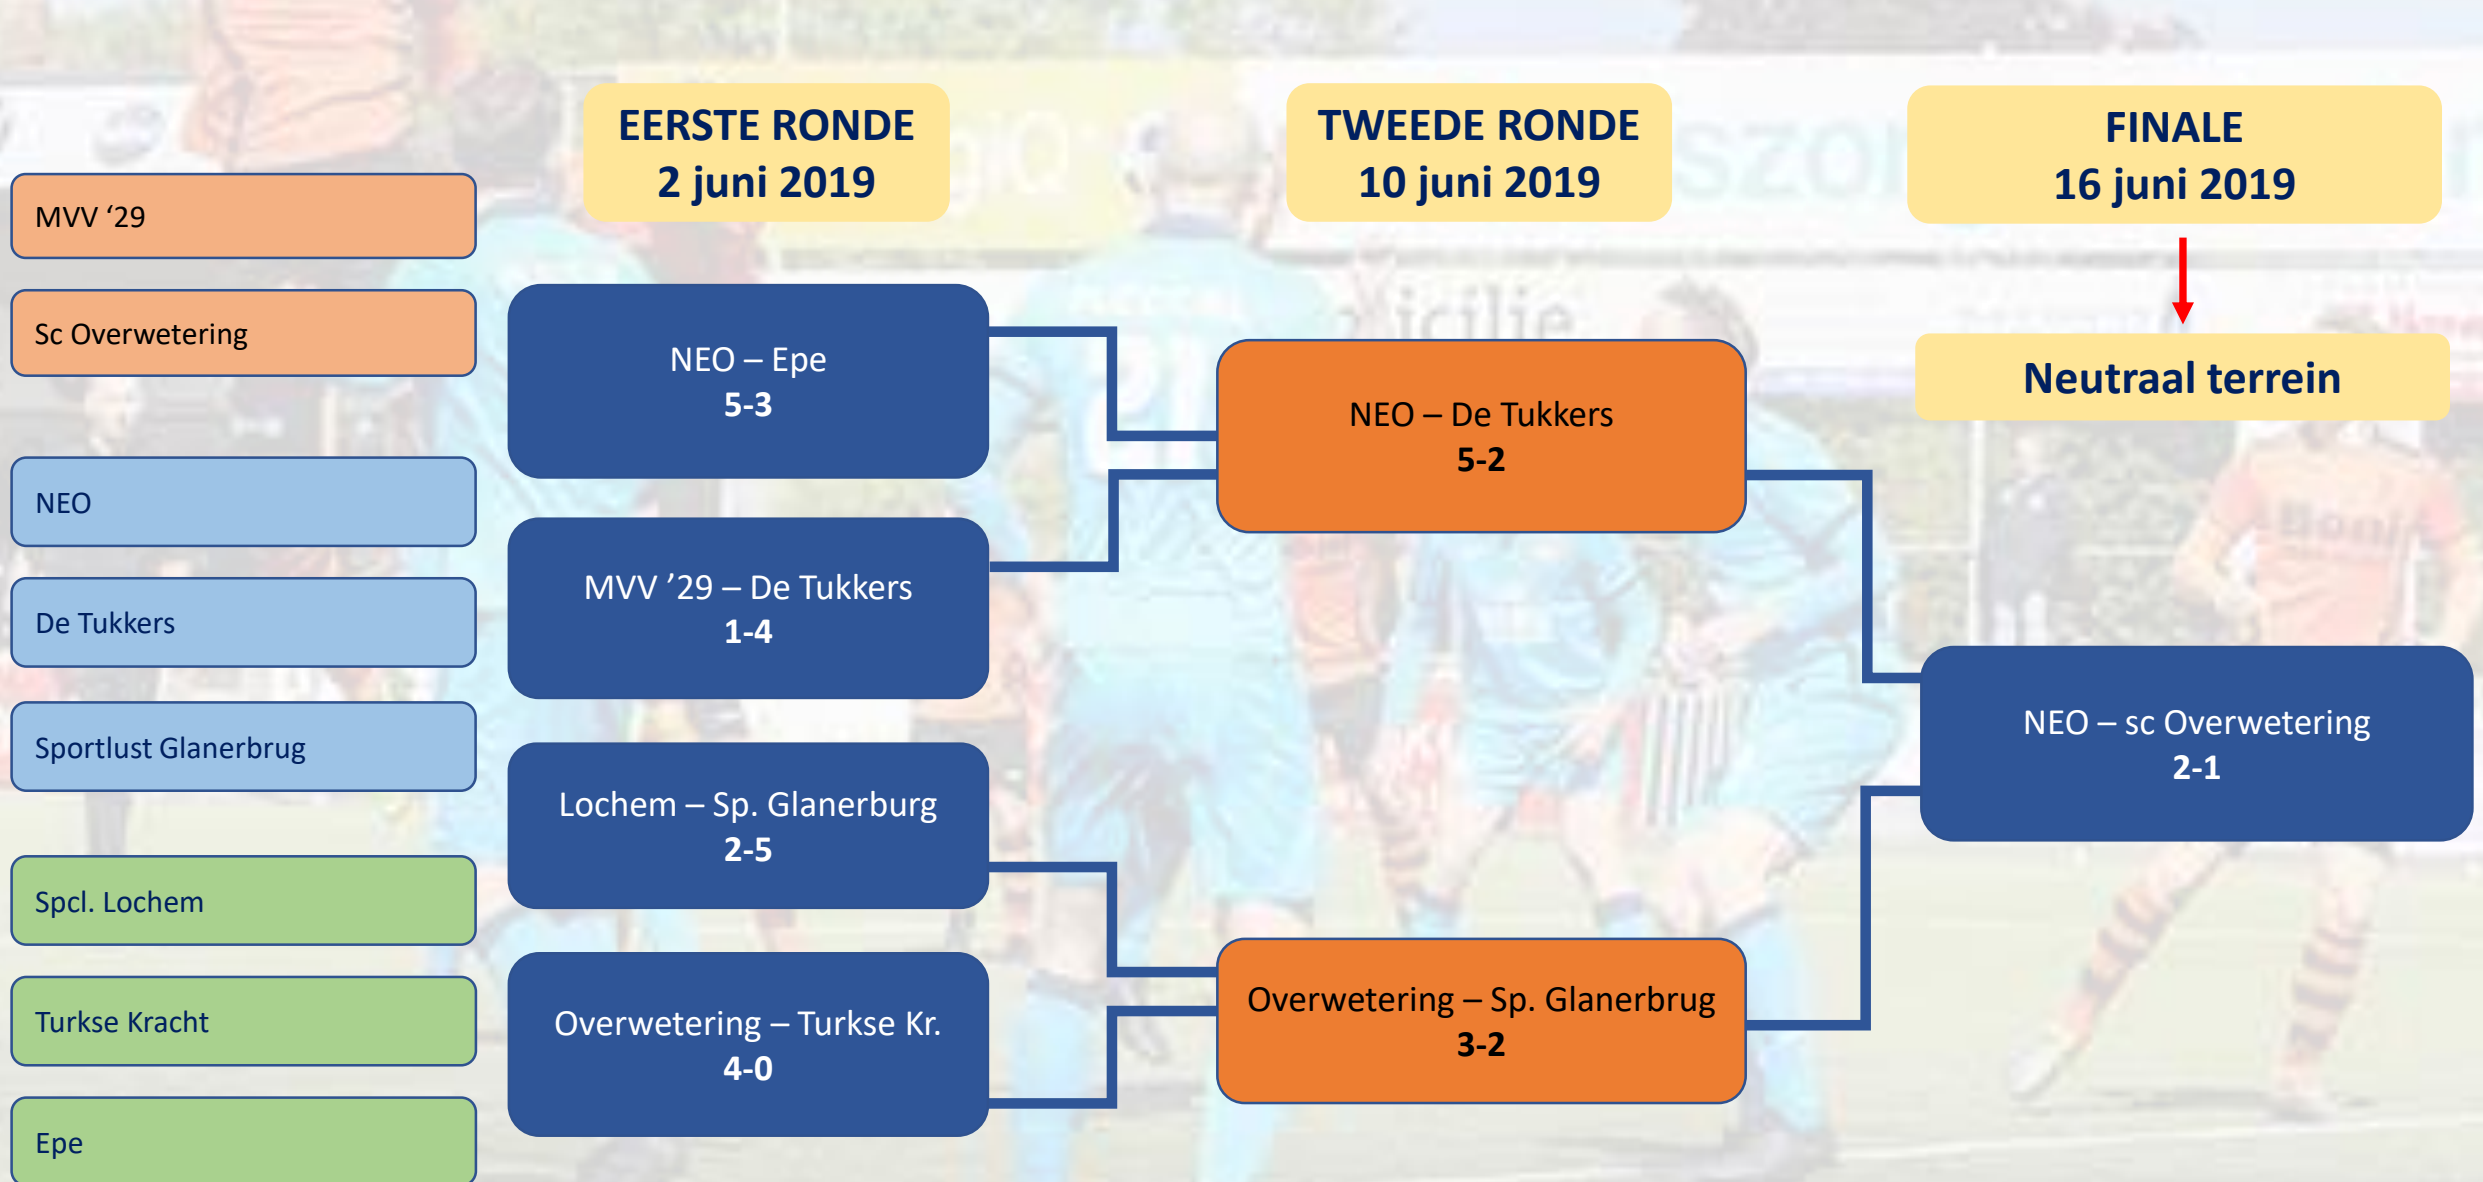 EERSTE RONDE
2 juni 2019
TWEEDE RONDE
10 juni 2019
FINALE
16 juni 2019
Neutraal terrein
MVV ‘29
Sc Overwetering
NEO
De Tukkers
Sportlust Glanerbrug
Spcl. Lochem
Turkse Kracht
Epe
NEO – Epe
5-3
MVV ’29 – De Tukkers
1-4
Lochem – Sp. Glanerburg
2-5
Overwetering – Turkse Kr.
4-0
NEO – De Tukkers
5-2
Overwetering – Sp. Glanerbrug
3-2
NEO – sc Overwetering
2-1
icilie